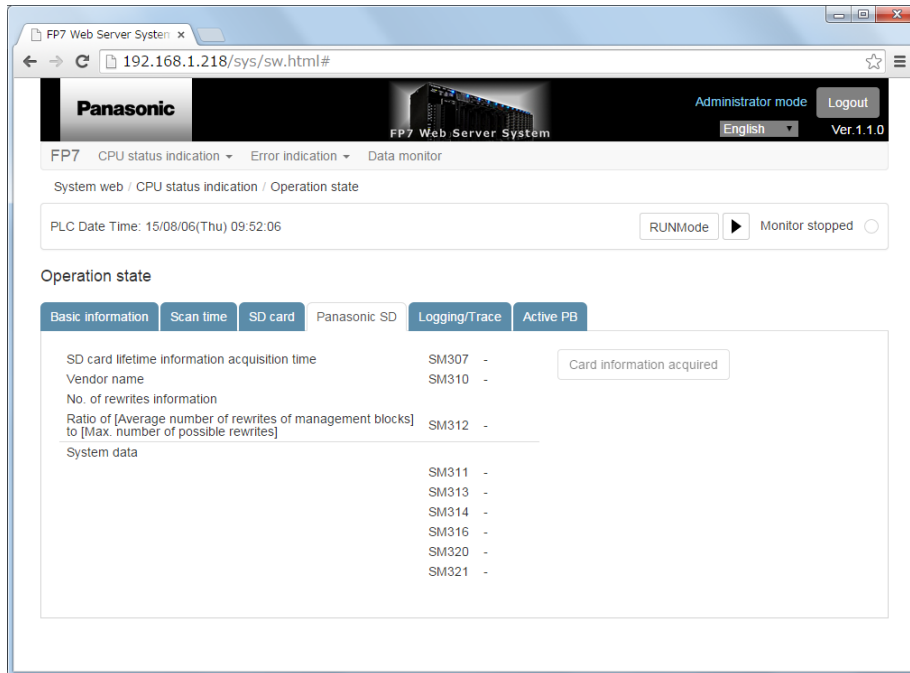 FP7 Web Server System
192.168.1.218/sys/sw.html#
Panasonic
FP7 Web Server System
Administrator mode
Logout
English
Ver.1.1.0
FP7 CPU status indication Error indication Data monitor
System web / CPU status indication / Operation state
PLC Date Time: 15/08/06(Thu) 09:52:06
RUNMode
Monitor stopped
Operation state
Basic information Scan time SD card Panasonic SD Logging/Trace Active PB
SD card lifetime information acquisition time SM307 -
Card information acquired
Vendor name SM310 -
No. of rewrites information
Ratio of [Average number of rewrites of management blocks]
to [Max. number of possible rewrites] SM312 -
System data
SM311 -
SM313 -
SM314 -
SM316 -
SM320 -
SM321 -